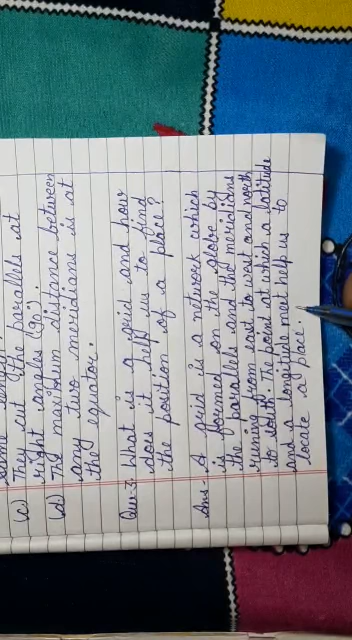 (c) They cut the parallels at
right angles (90°).
(d) The maximum distance between
any two meridians is at
the equator.
Que-3. What is a grid and how
does it help us to find
the position of a place?
Ans- A grid is a network which
is formed on the globe by
the parallels and the meridians
running from east to west and north
to south. The point at which a latitude
and a longitude meet help us to
locate a place.